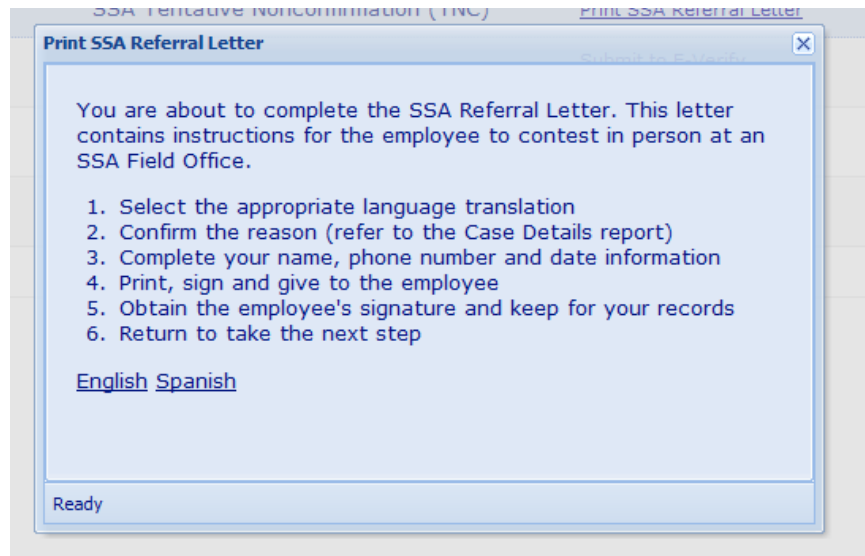 SSA Tentative Nonconfirmation (TNC) Print SSA Referral Letter
Print SSA Referral Letter
Submit to E-Verify
You are about to complete the SSA Referral Letter. This letter
contains instructions for the employee to contest in person at an
SSA Field Office.
1. Select the appropriate language translation
2. Confirm the reason (refer to the Case Details report)
3. Complete your name, phone number and date information
4. Print, sign and give to the employee
5. Obtain the employee's signature and keep for your records
6. Return to take the next step
English Spanish
Ready